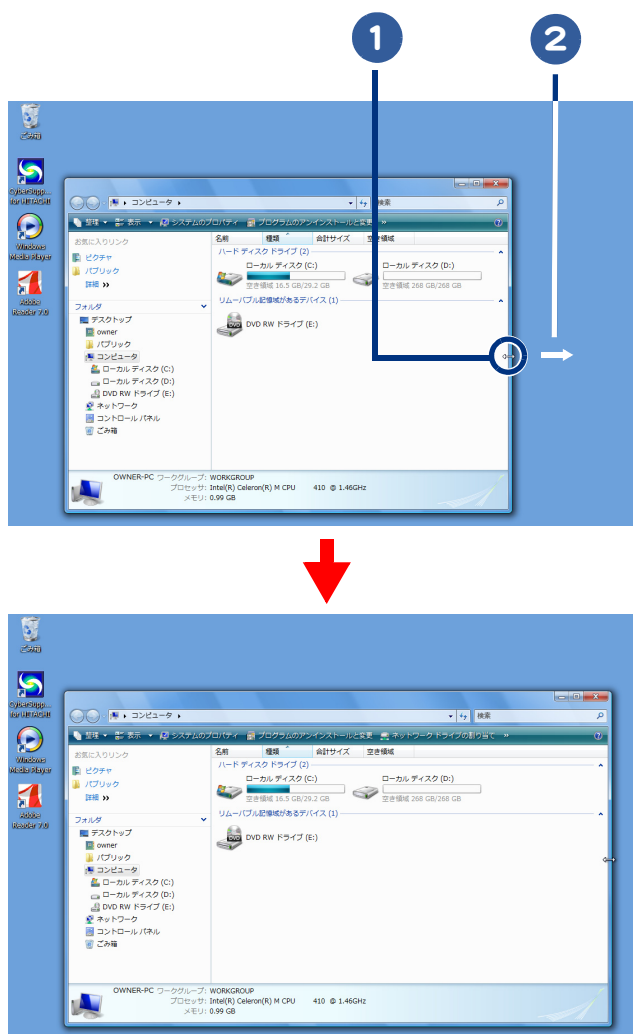 1
2
ごみ箱
CyberSupp...
for HITACHI
Windows
Media Player
Adobe
Reader 7.0
コンピュータ
検索
整理
表示
システムのプロパティ
プログラムのアンインストールと変更
»
お気に入りリンク
ピクチャ
パブリック
詳細 »
フォルダ
デスクトップ
owner
パブリック
コンピュータ
ローカル ディスク (C:)
ローカル ディスク (D:)
DVD RW ドライブ (E:)
ネットワーク
コントロール パネル
ごみ箱
名前 種類 合計サイズ 空き領域
ハード ディスク ドライブ (2)
ローカル ディスク (C:)
空き領域 16.5 GB/29.2 GB
ローカル ディスク (D:)
空き領域 268 GB/268 GB
リムーバブル記憶域があるデバイス (1)
DVD RW ドライブ (E:)
OWNER-PC ワークグループ: WORKGROUP
プロセッサ: Intel(R) Celeron(R) M CPU 410 @ 1.46GHz
メモリ: 0.99 GB
ごみ箱
CyberSupp...
for HITACHI
Windows
Media Player
Adobe
Reader 7.0
コンピュータ
検索
整理
表示
システムのプロパティ
プログラムのアンインストールと変更
ネットワーク ドライブの割り当て
»
お気に入りリンク
ピクチャ
パブリック
詳細 »
フォルダ
デスクトップ
owner
パブリック
コンピュータ
ローカル ディスク (C:)
ローカル ディスク (D:)
DVD RW ドライブ (E:)
ネットワーク
コントロール パネル
ごみ箱
名前 種類 合計サイズ 空き領域
ハード ディスク ドライブ (2)
ローカル ディスク (C:)
空き領域 16.5 GB/29.2 GB
ローカル ディスク (D:)
空き領域 268 GB/268 GB
リムーバブル記憶域があるデバイス (1)
DVD RW ドライブ (E:)
OWNER-PC ワークグループ: WORKGROUP
プロセッサ: Intel(R) Celeron(R) M CPU 410 @ 1.46GHz
メモリ: 0.99 GB